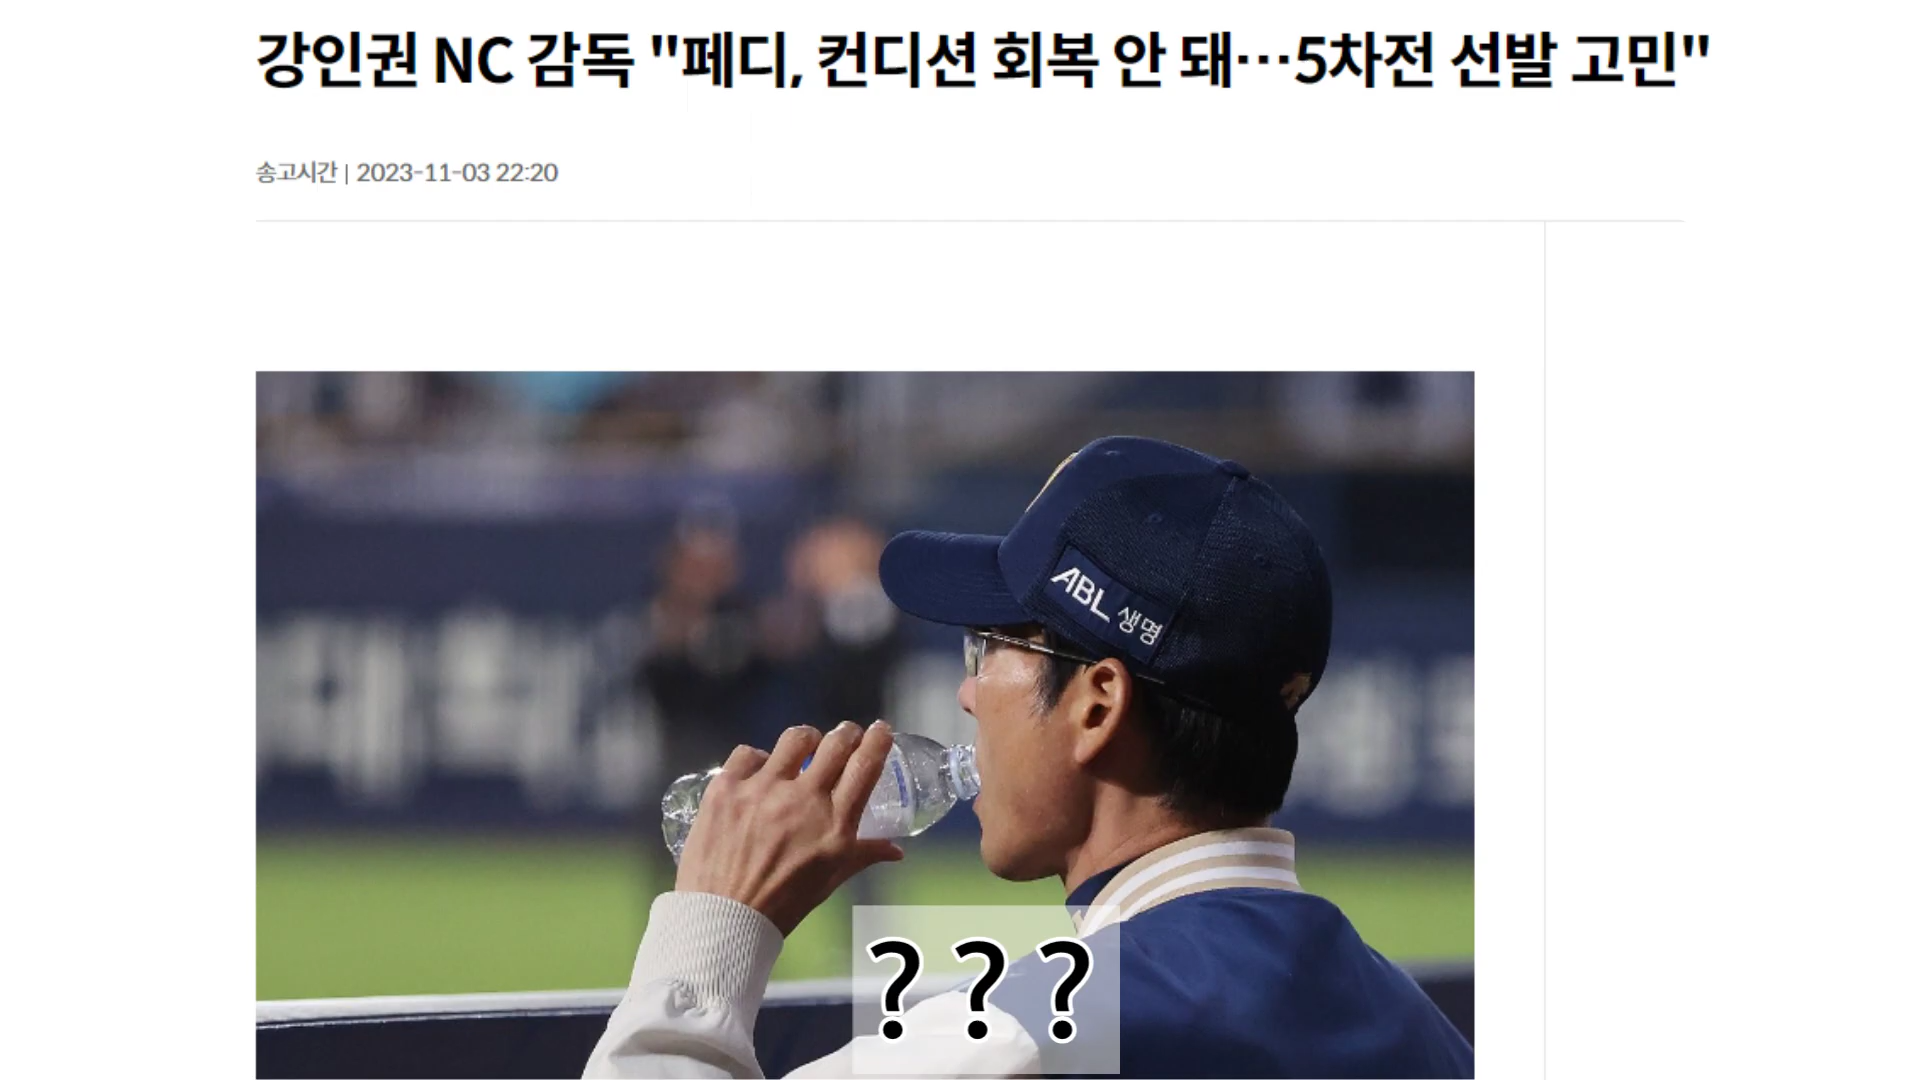 강인권 NC 감독 "페디, 컨디션 회복 안 돼…5차전 선발 고민"
송고시간 | 2023-11-03 22:20
ABL 생명
???